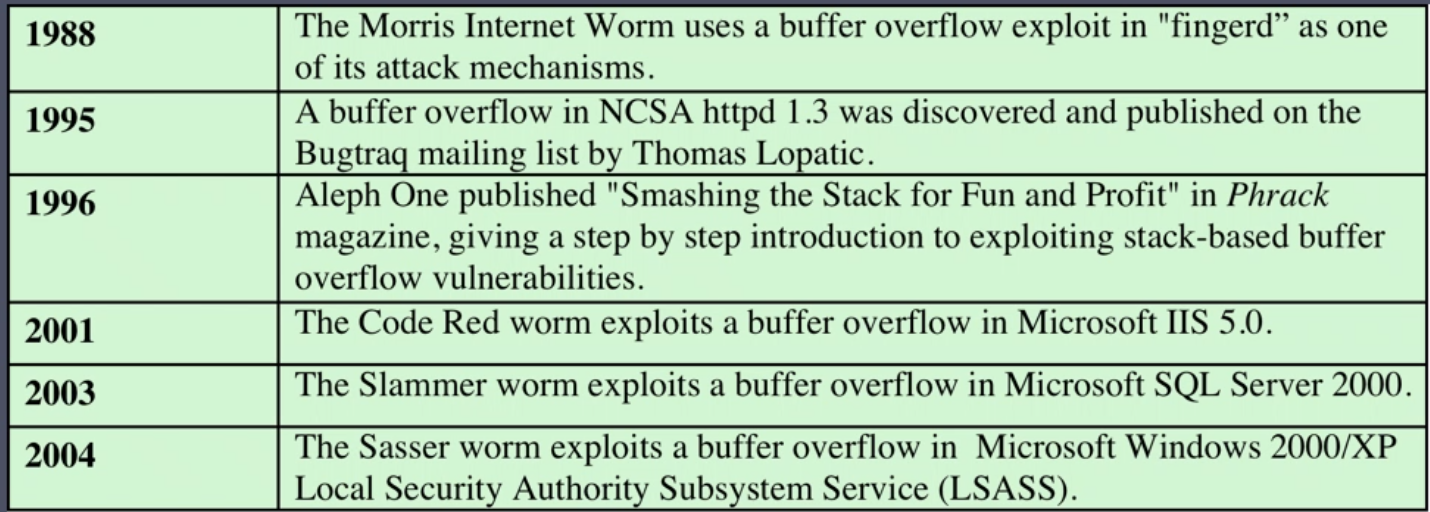 1988
The Morris Internet Worm uses a buffer overflow exploit in "fingerd” as one
of its attack mechanisms.
1995
A buffer overflow in NCSA httpd 1.3 was discovered and published on the
Bugtraq mailing list by Thomas Lopatic.
1996
Aleph One published "Smashing the Stack for Fun and Profit" in Phrack
magazine, giving a step by step introduction to exploiting stack-based buffer
overflow vulnerabilities.
2001
The Code Red worm exploits a buffer overflow in Microsoft IIS 5.0.
2003
The Slammer worm exploits a buffer overflow in Microsoft SQL Server 2000.
2004
The Sasser worm exploits a buffer overflow in  Microsoft Windows 2000/XP
Local Security Authority Subsystem Service (LSASS).